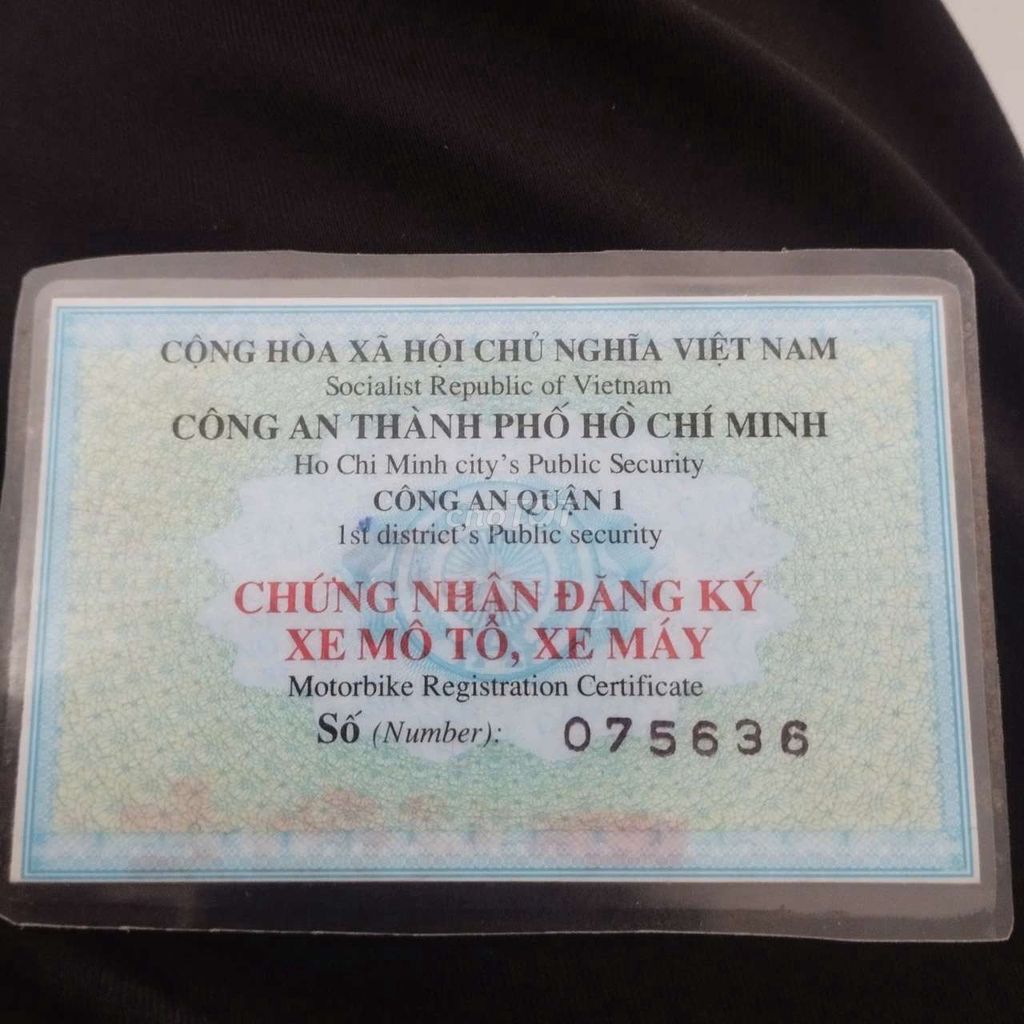 CỘNG HÒA XÃ HỘI CHỦ NGHĨA VIỆT NAM
Socialist Republic of Vietnam
CÔNG AN THÀNH PHỐ HỒ CHÍ MINH
Ho Chi Minh city's Public Security
CÔNG AN QUẬN 1
1st district's Public security
CHỨNG NHẬN ĐĂNG KÝ
XE MÔ TÔ, XE MÁY
Motorbike Registration Certificate
Số (Number): 075636